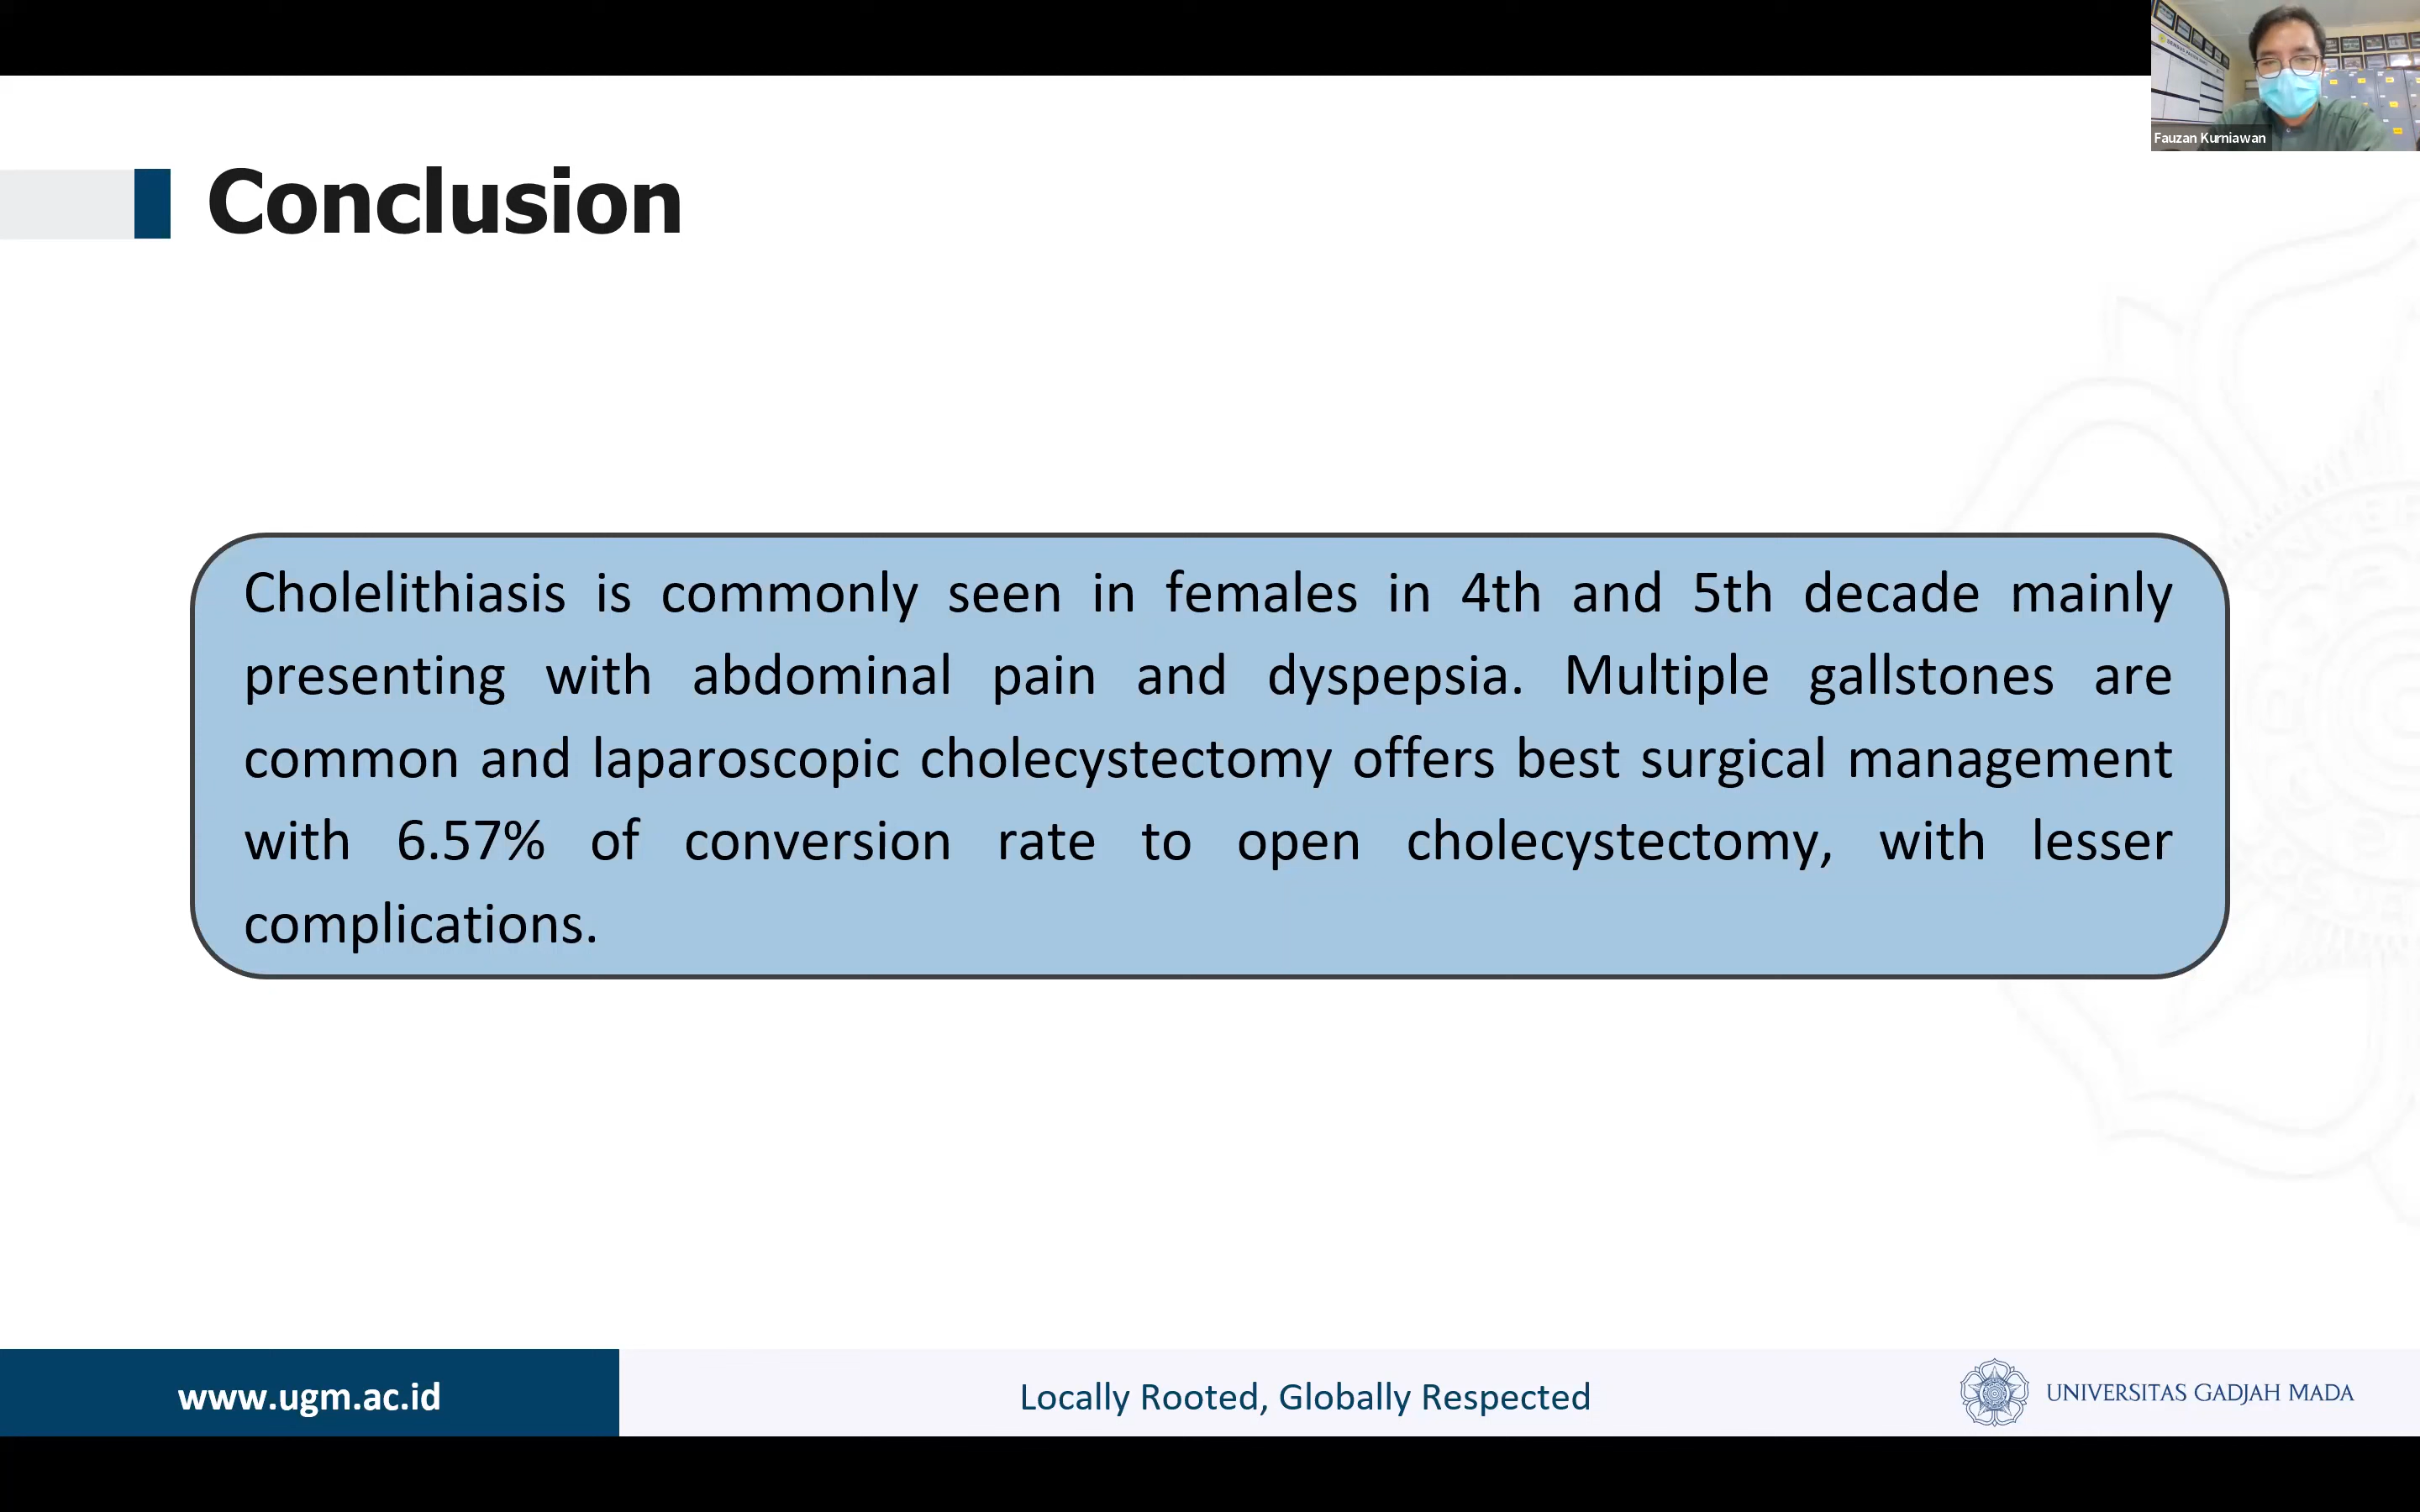 Fauzan Kurniawan
Conclusion
Cholelithiasis is commonly seen in females in 4th and 5th decade mainly
presenting with abdominal pain and dyspepsia. Multiple gallstones are
common and laparoscopic cholecystectomy offers best surgical management
with 6.57% of conversion rate to open cholecystectomy, with lesser
complications.
www.ugm.ac.id
Locally Rooted, Globally Respected
UNIVERSITAS GADJAH MADA